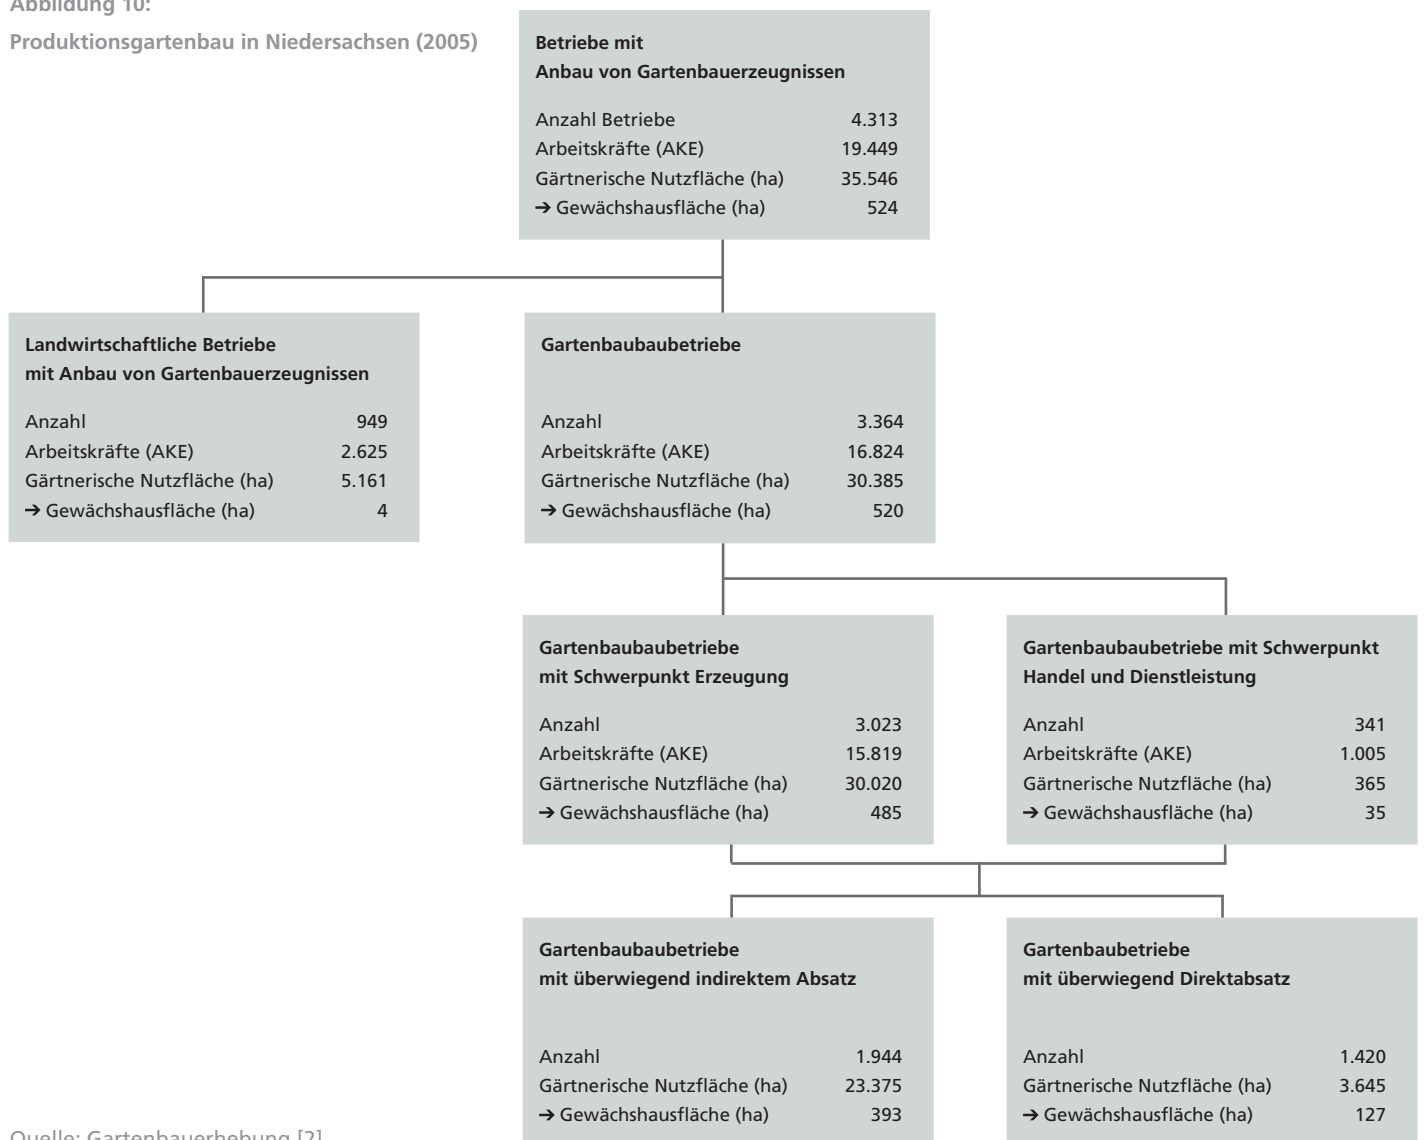 Abbildung 10:
Produktionsgartenbau in Niedersachsen (2005)
Betriebe mit
Anbau von Gartenbauerzeugnissen
Anzahl Betriebe 4.313
Arbeitskräfte (AKE) 19.449
Gärtnerische Nutzfläche (ha) 35.546
➔ Gewächshausfläche (ha) 524
Landwirtschaftliche Betriebe
mit Anbau von Gartenbauerzeugnissen
Anzahl 949
Arbeitskräfte (AKE) 2.625
Gärtnerische Nutzfläche (ha) 5.161
➔ Gewächshausfläche (ha) 4
Gartenbaubaubetriebe
Anzahl 3.364
Arbeitskräfte (AKE) 16.824
Gärtnerische Nutzfläche (ha) 30.385
➔ Gewächshausfläche (ha) 520
Gartenbaubaubetriebe
mit Schwerpunkt Erzeugung
Anzahl 3.023
Arbeitskräfte (AKE) 15.819
Gärtnerische Nutzfläche (ha) 30.020
➔ Gewächshausfläche (ha) 485
Gartenbaubaubetriebe mit Schwerpunkt
Handel und Dienstleistung
Anzahl 341
Arbeitskräfte (AKE) 1.005
Gärtnerische Nutzfläche (ha) 365
➔ Gewächshausfläche (ha) 35
Gartenbaubaubetriebe
mit überwiegend indirektem Absatz
Anzahl 1.944
Gärtnerische Nutzfläche (ha) 23.375
➔ Gewächshausfläche (ha) 393
Gartenbaubetriebe
mit überwiegend Direktabsatz
Anzahl 1.420
Gärtnerische Nutzfläche (ha) 3.645
➔ Gewächshausfläche (ha) 127
Quelle: Gartenbauerhebung [2]